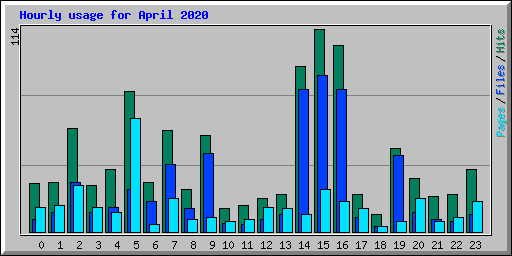 Hourly usage for April 2020
114
Pages/Files/Hits
0 1 2 3 4 5 6 7 8 9 10 11 12 13 14 15 16 17 18 19 20 21 22 23